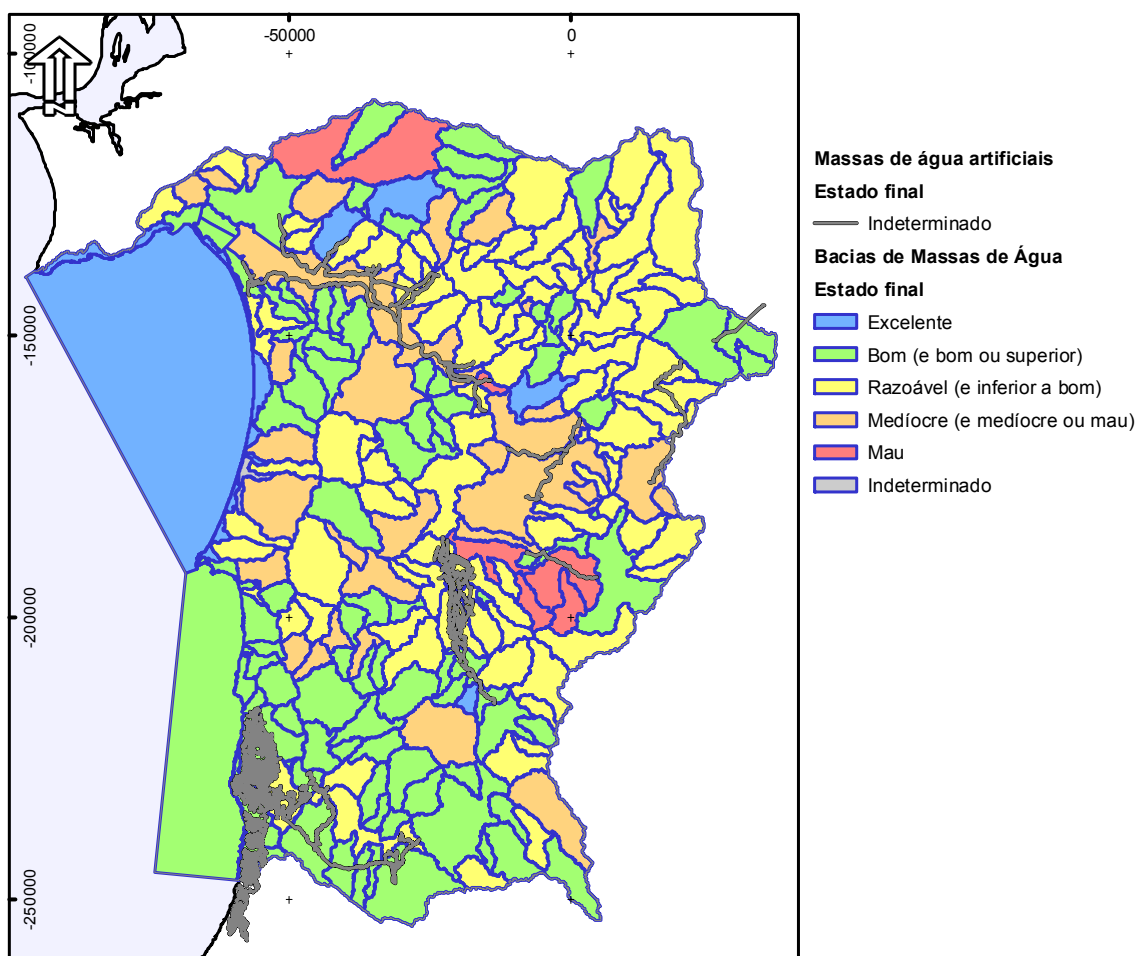 -50000
0
-100000
-150000
-200000
-250000
N
Massas de água artificiais
Estado final
Indeterminado
Bacias de Massas de Água
Estado final
Excelente
Bom (e bom ou superior)
Razoável (e inferior a bom)
Medíocre (e medíocre ou mau)
Mau
Indeterminado